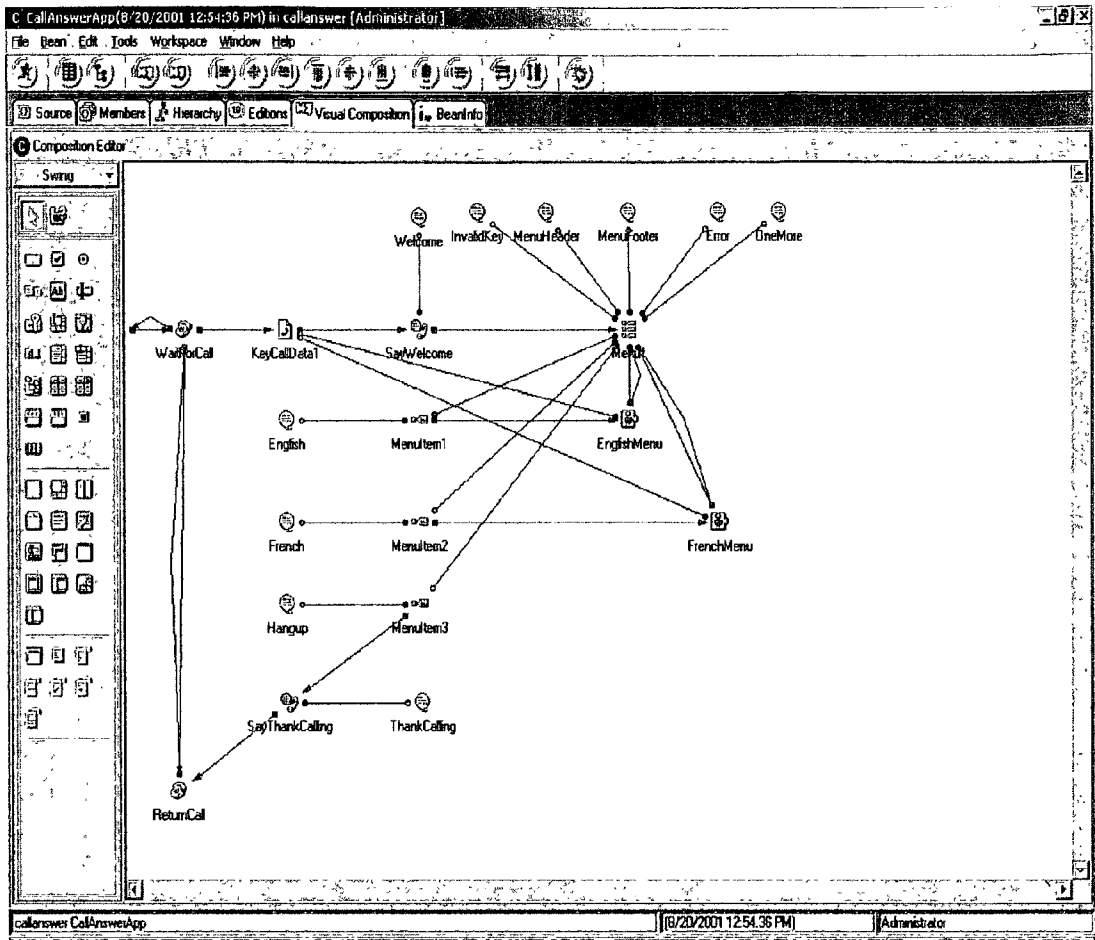 C CallAnswerApp(8/20/2001 12:54:36 PM) in callanswer [Administrator]
File Bean Edit Tools Workspace Window Help
Source Members Hierarchy Editions Visual Composition BeanInfo
Composition Editor
Swing
Welcome InvalidKey MenuHeader MenuFooter Error OneMore
WaitForCall KeyCallData1 SayWelcome
English MenuItem1 EnglishMenu
French MenuItem2 FrenchMenu
Hangup MenuItem3
SayThankCalling ThankCalling
ReturnCall
callanswer.CallAnswerApp [8/20/2001 12:54:36 PM] Administrator